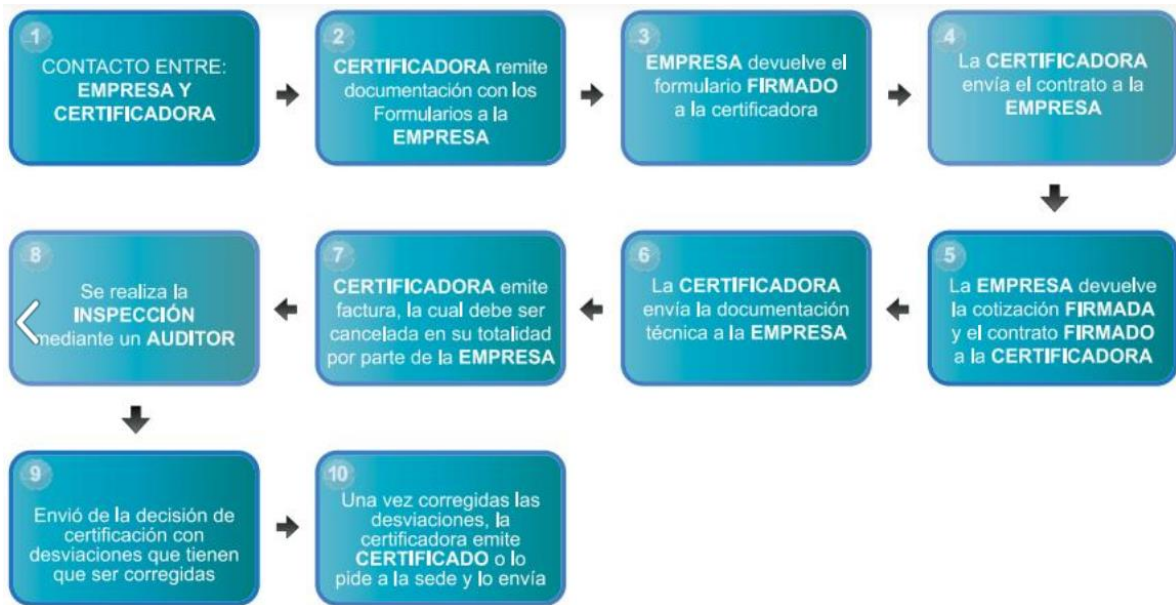 1
CONTACTO ENTRE:
EMPRESA Y
CERTIFICADORA
2
CERTIFICADORA remite
documentación con los
Formularios a la
EMPRESA
3
EMPRESA devuelve el
formulario FIRMADO
a la certificadora
4
La CERTIFICADORA
envía el contrato a la
EMPRESA
5
La EMPRESA devuelve
la cotización FIRMADA
y el contrato FIRMADO
a la CERTIFICADORA
6
La CERTIFICADORA
envía la documentación
técnica a la EMPRESA
7
CERTIFICADORA emite
factura, la cual debe ser
cancelada en su totalidad
por parte de la EMPRESA
8
Se realiza la
INSPECCIÓN
mediante un AUDITOR
9
Envió de la decisión de
certificación con
desviaciones que tienen
que ser corregidas
10
Una vez corregidas las
desviaciones, la
certificadora emite
CERTIFICADO o lo
pide a la sede y lo envía